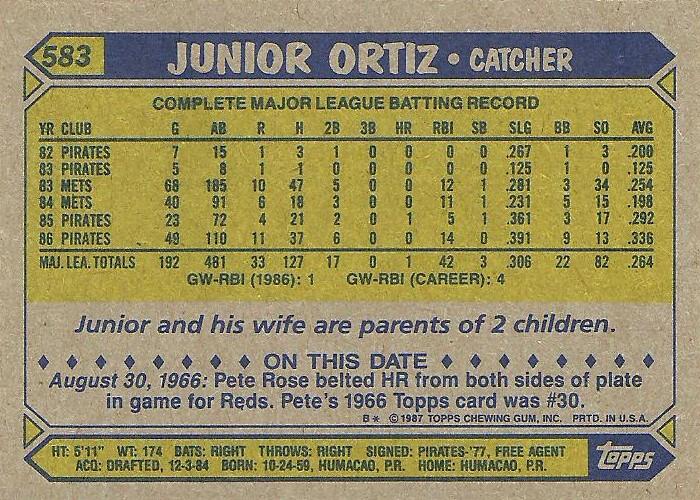 583 JUNIOR ORTIZ • CATCHER
COMPLETE MAJOR LEAGUE BATTING RECORD
YR CLUB G AB R H 2B 3B HR RBI SB SLG BB SO AVG
82 PIRATES 7 15 1 3 1 0 0 0 0 .267 1 3 .200
83 PIRATES 5 8 1 1 0 0 0 0 0 .125 1 0 .125
83 METS 68 185 10 47 5 0 0 12 1 .281 3 34 .254
84 METS 40 91 6 18 3 0 0 11 1 .231 5 15 .198
85 PIRATES 23 72 4 21 2 0 1 5 1 .361 3 17 .292
86 PIRATES 49 110 11 37 6 0 0 14 0 .391 9 13 .336
MAJ. LEA. TOTALS 192 481 33 127 17 0 1 42 3 .306 22 82 .264
GW-RBI (1986): 1 GW-RBI (CAREER): 4
Junior and his wife are parents of 2 children.
ON THIS DATE
August 30, 1966: Pete Rose belted HR from both sides of plate
in game for Reds. Pete's 1966 Topps card was #30.
B* © 1987 TOPPS CHEWING GUM, INC. PRTD. IN U.S.A.
HT: 5'11" WT: 174 BATS: RIGHT THROWS: RIGHT SIGNED: PIRATES-'77, FREE AGENT
ACQ: DRAFTED, 12-3-84 BORN: 10-24-59, HUMACAO, P.R. HOME: HUMACAO, P.R.
Topps